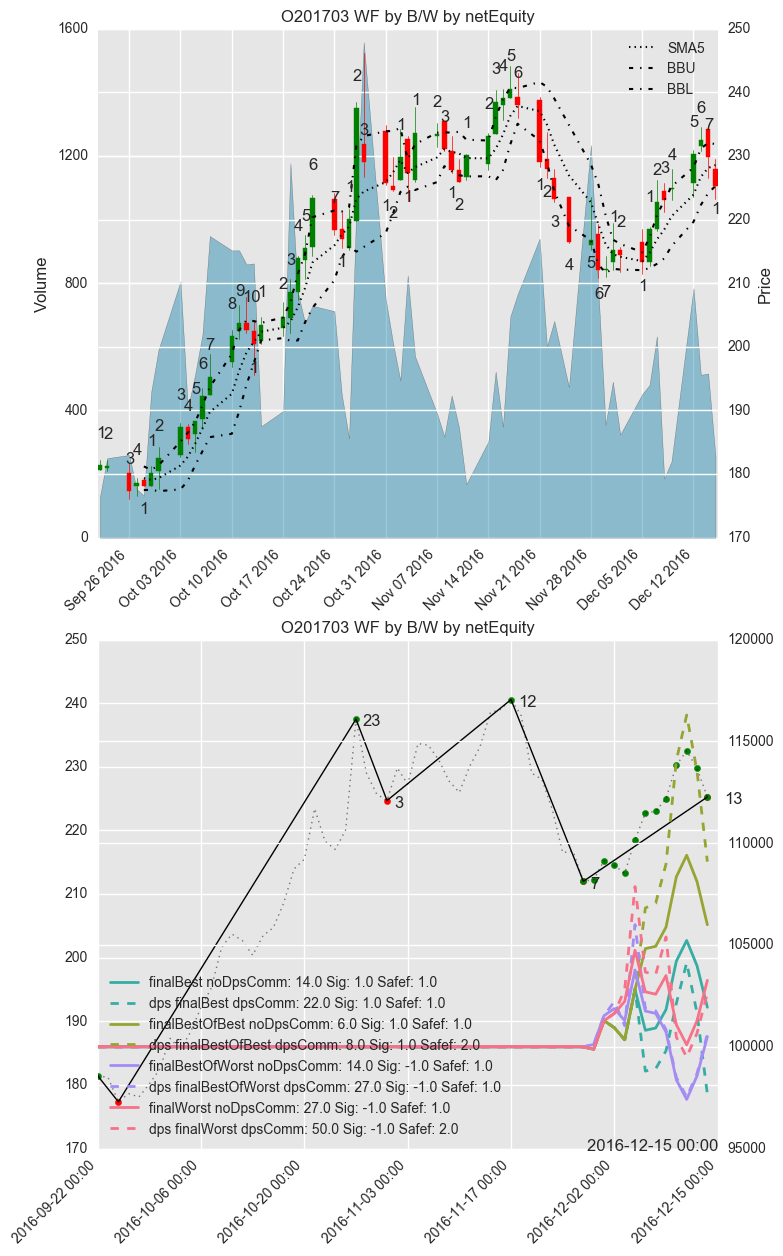 O201703 WF by B/W by netEquity
1600
1200
800
400
0
Volume
250
240
230
220
210
200
190
180
170
Price
SMA5
BBU
BBL
Sep 26 2016
Oct 03 2016
Oct 10 2016
Oct 17 2016
Oct 24 2016
Oct 31 2016
Nov 07 2016
Nov 14 2016
Nov 21 2016
Nov 28 2016
Dec 05 2016
Dec 12 2016
O201703 WF by B/W by netEquity
250
240
230
220
210
200
190
180
170
120000
115000
110000
105000
100000
95000
23
3
12
7
13
finalBest noDpsComm: 14.0 Sig: 1.0 Safef: 1.0
dps finalBest dpsComm: 22.0 Sig: 1.0 Safef: 1.0
finalBestOfBest noDpsComm: 6.0 Sig: 1.0 Safef: 1.0
dps finalBestOfBest dpsComm: 8.0 Sig: 1.0 Safef: 2.0
finalBestOfWorst noDpsComm: 14.0 Sig: -1.0 Safef: 1.0
dps finalBestOfWorst dpsComm: 27.0 Sig: -1.0 Safef: 1.0
finalWorst noDpsComm: 27.0 Sig: -1.0 Safef: 1.0
dps finalWorst dpsComm: 50.0 Sig: -1.0 Safef: 2.0
2016-12-15 00:00
2016-09-22 00:00
2016-10-06 00:00
2016-10-20 00:00
2016-11-03 00:00
2016-11-17 00:00
2016-12-02 00:00
2016-12-15 00:00